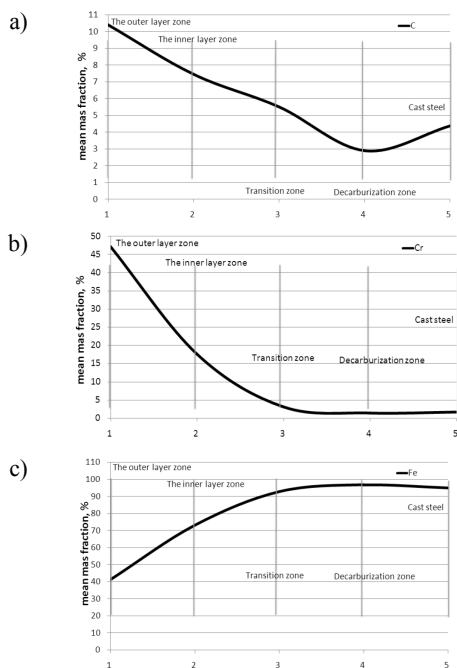 a)
mean mas fraction, %
11
10
9
8
7
6
5
4
3
2
1
0
The outer layer zone
The inner layer zone
C
Cast steel
Transition zone
Decarburization zone
1 2 3 4 5
b)
mean mass fraction, %
50
45
40
35
30
25
20
15
10
5
0
The outer layer zone
The inner layer zone
Cr
Cast steel
Transition zone
Decarburization zone
1 2 3 4 5
c)
mean mas fraction, %
110
100
90
80
70
60
50
40
30
20
10
0
The outer layer zone
The inner layer zone
Fe
Cast steel
Transition zone
Decarburization zone
1 2 3 4 5